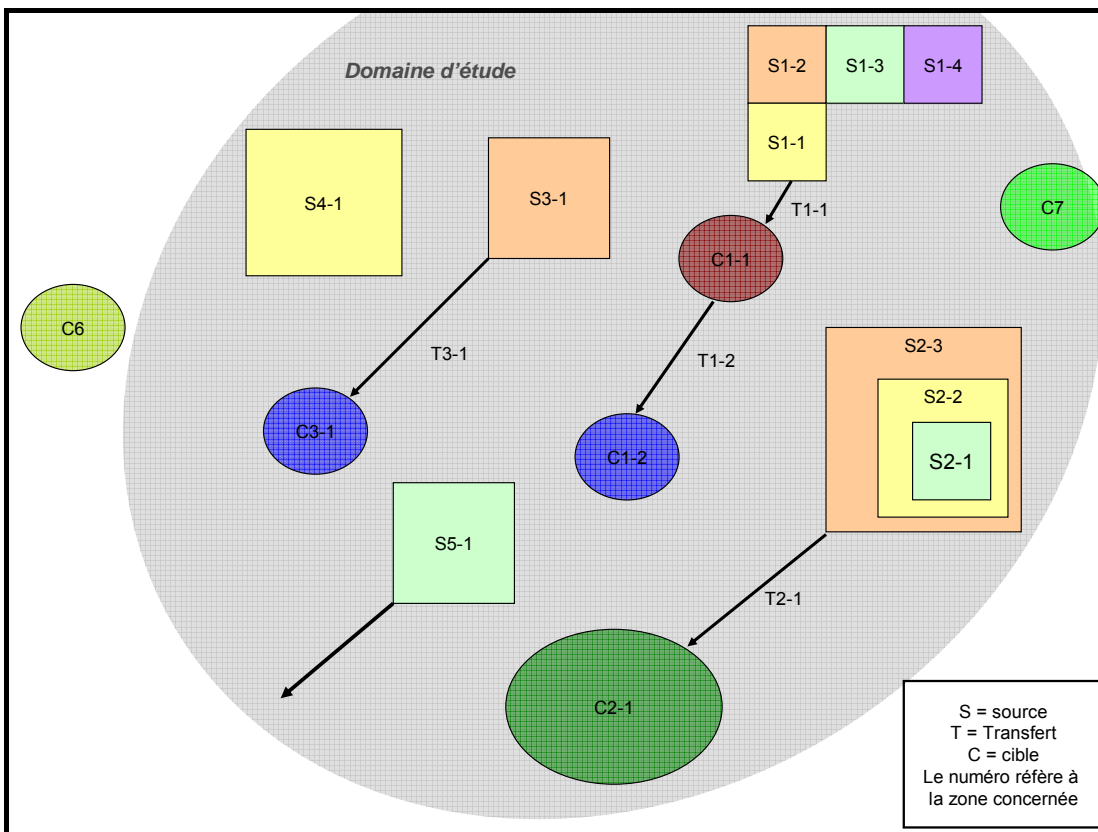 Domaine d'étude
S1-2
S1-3
S1-4
S1-1
S4-1
S3-1
T1-1
C7
C1-1
C6
T3-1
T1-2
S2-3
S2-2
S2-1
C3-1
C1-2
S5-1
T2-1
C2-1
S = source
T = Transfert
C = cible
Le numéro réfère à
la zone concernée